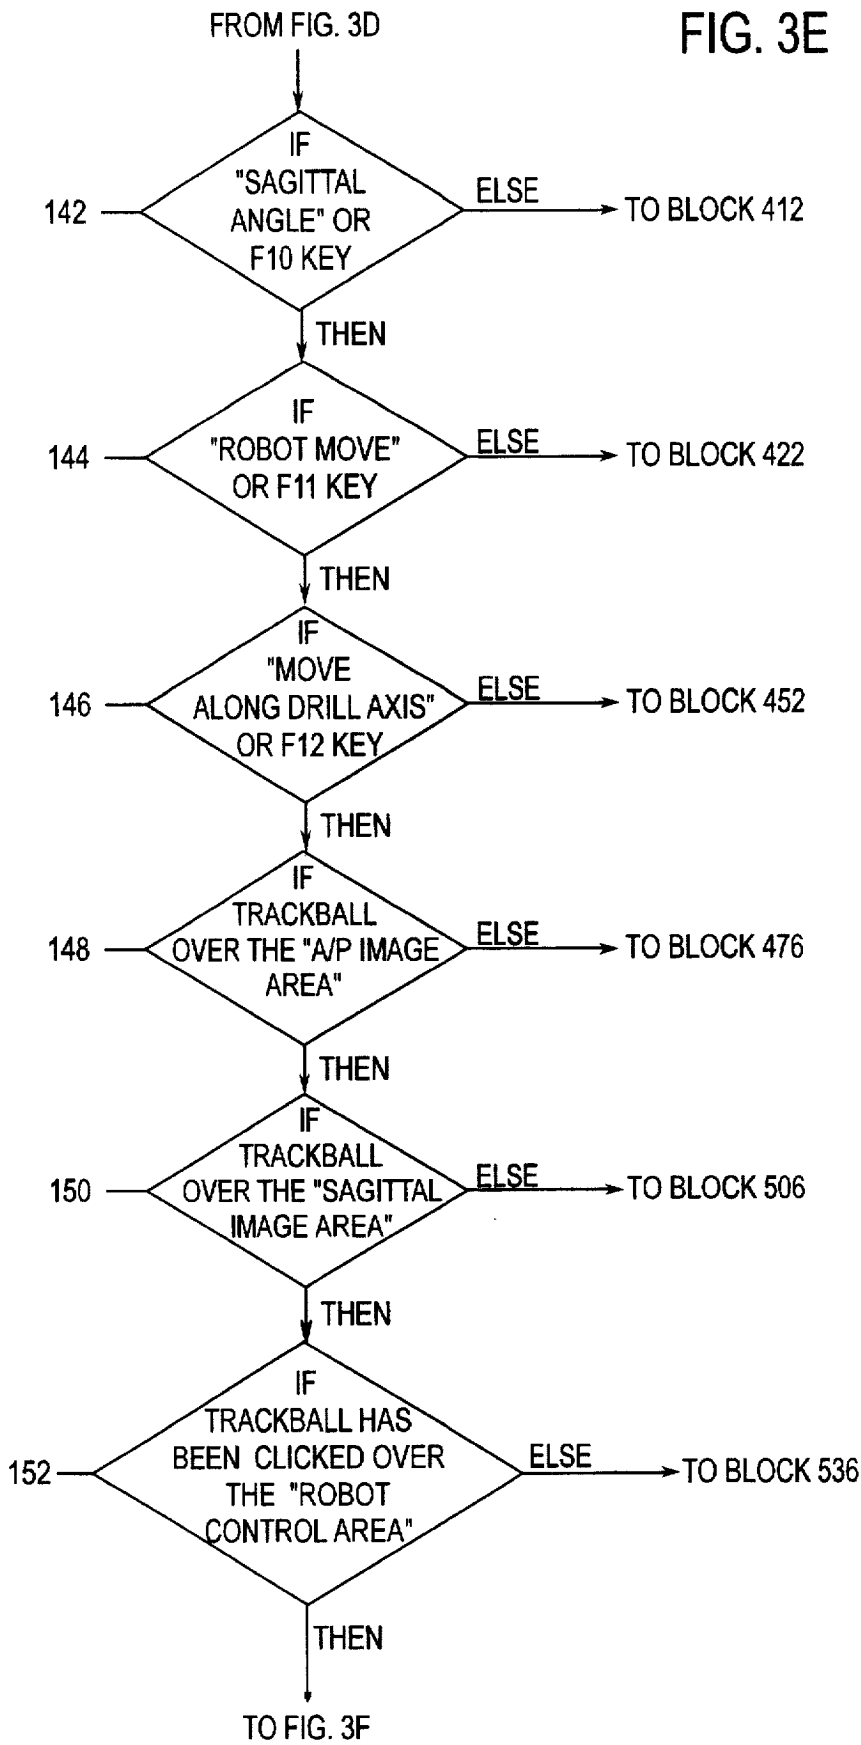 FROM FIG. 3D
FIG. 3E
IF
"SAGITTAL
ANGLE" OR
F10 KEY
142
ELSE
TO BLOCK 412
THEN
IF
"ROBOT MOVE"
OR F11 KEY
144
ELSE
TO BLOCK 422
THEN
IF
"MOVE
ALONG DRILL AXIS"
OR F12 KEY
146
ELSE
TO BLOCK 452
THEN
IF
TRACKBALL
OVER THE "A/P IMAGE
AREA"
148
ELSE
TO BLOCK 476
THEN
IF
TRACKBALL
OVER THE "SAGITTAL
IMAGE AREA"
150
ELSE
TO BLOCK 506
THEN
IF
TRACKBALL HAS
BEEN CLICKED OVER
THE "ROBOT
CONTROL AREA"
152
ELSE
TO BLOCK 536
THEN
TO FIG. 3F